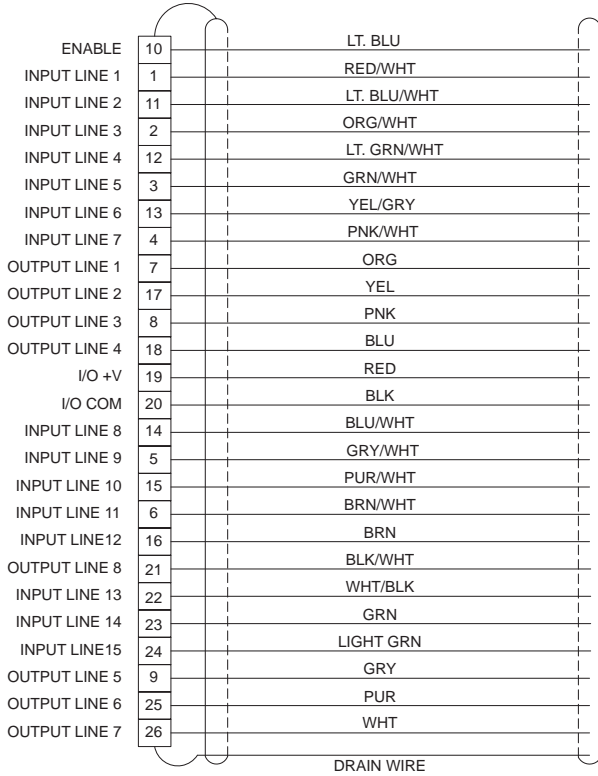 ENABLE 10 LT. BLU
INPUT LINE 1 1 RED/WHT
INPUT LINE 2 11 LT. BLU/WHT
INPUT LINE 3 2 ORG/WHT
INPUT LINE 4 12 LT. GRN/WHT
INPUT LINE 5 3 GRN/WHT
INPUT LINE 6 13 YEL/GRY
INPUT LINE 7 4 PNK/WHT
OUTPUT LINE 1 7 ORG
OUTPUT LINE 2 17 YEL
OUTPUT LINE 3 8 PNK
OUTPUT LINE 4 18 BLU
I/O +V 19 RED
I/O COM 20 BLK
INPUT LINE 8 14 BLU/WHT
INPUT LINE 9 5 GRY/WHT
INPUT LINE 10 15 PUR/WHT
INPUT LINE 11 6 BRN/WHT
INPUT LINE12 16 BRN
OUTPUT LINE 8 21 BLK/WHT
INPUT LINE 13 22 WHT/BLK
INPUT LINE 14 23 GRN
INPUT LINE15 24 LIGHT GRN
OUTPUT LINE 5 9 GRY
OUTPUT LINE 6 25 PUR
OUTPUT LINE 7 26 WHT
DRAIN WIRE